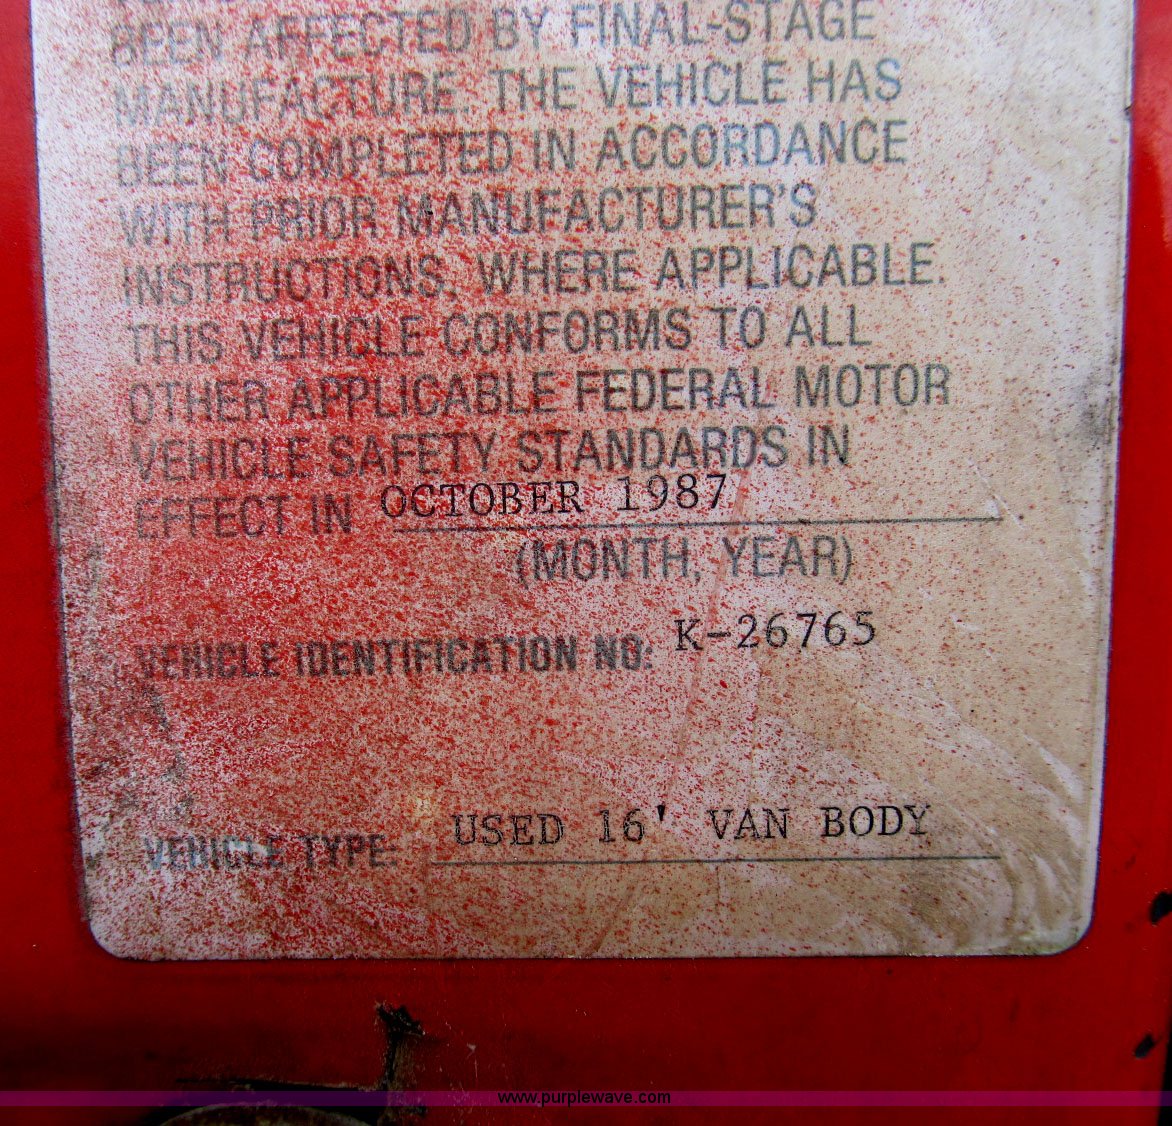 BEEN AFFECTED BY FINAL-STAGE
MANUFACTURE. THE VEHICLE HAS
BEEN COMPLETED IN ACCORDANCE
WITH PRIOR MANUFACTURER'S
INSTRUCTIONS, WHERE APPLICABLE.
THIS VEHICLE CONFORMS TO ALL
OTHER APPLICABLE FEDERAL MOTOR
VEHICLE SAFETY STANDARDS IN
EFFECT IN OCTOBER 1987
(MONTH, YEAR)
VEHICLE IDENTIFICATION NO: K-26765
VEHICLE TYPE: USED 16' VAN BODY
www.purplewave.com